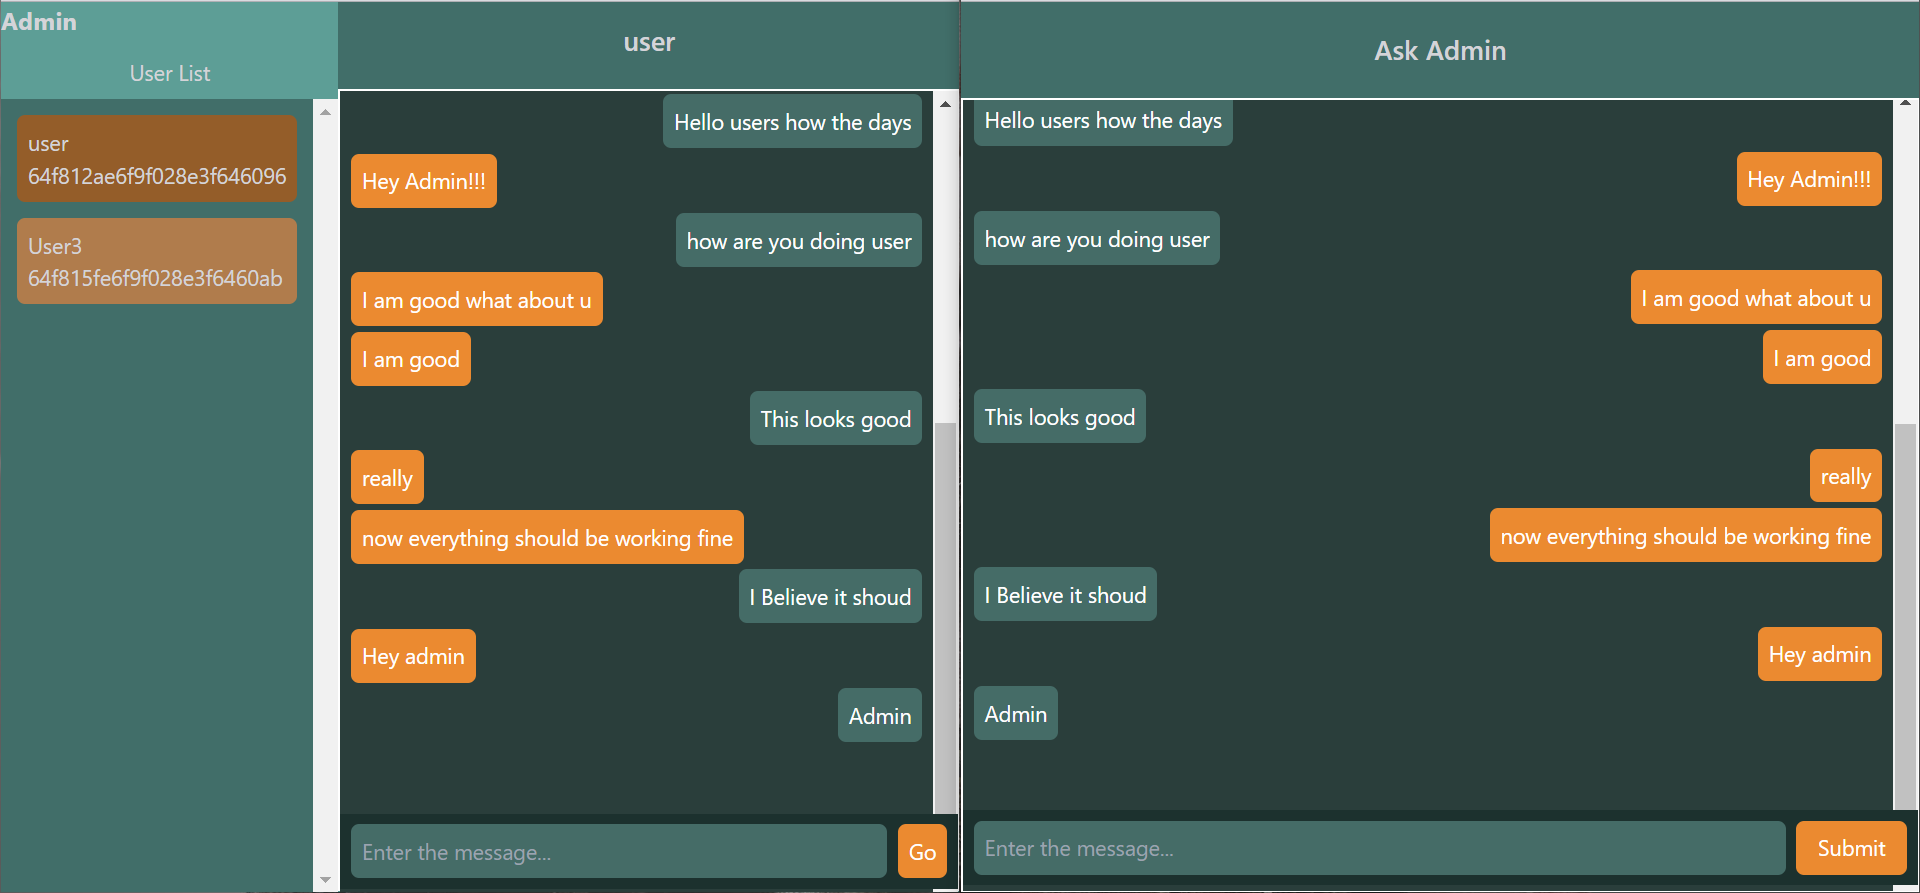 Admin
User List
user
64f812ae6f9f028e3f646096
User3
64f815fe6f9f028e3f6460ab
user
Hello users how the days
Hey Admin!!!
how are you doing user
I am good what about u
I am good
This looks good
really
now everything should be working fine
I Believe it shoud
Hey admin
Admin
Enter the message...
Go
Ask Admin
Hello users how the days
Hey Admin!!!
how are you doing user
I am good what about u
I am good
This looks good
really
now everything should be working fine
I Believe it shoud
Hey admin
Admin
Enter the message...
Submit